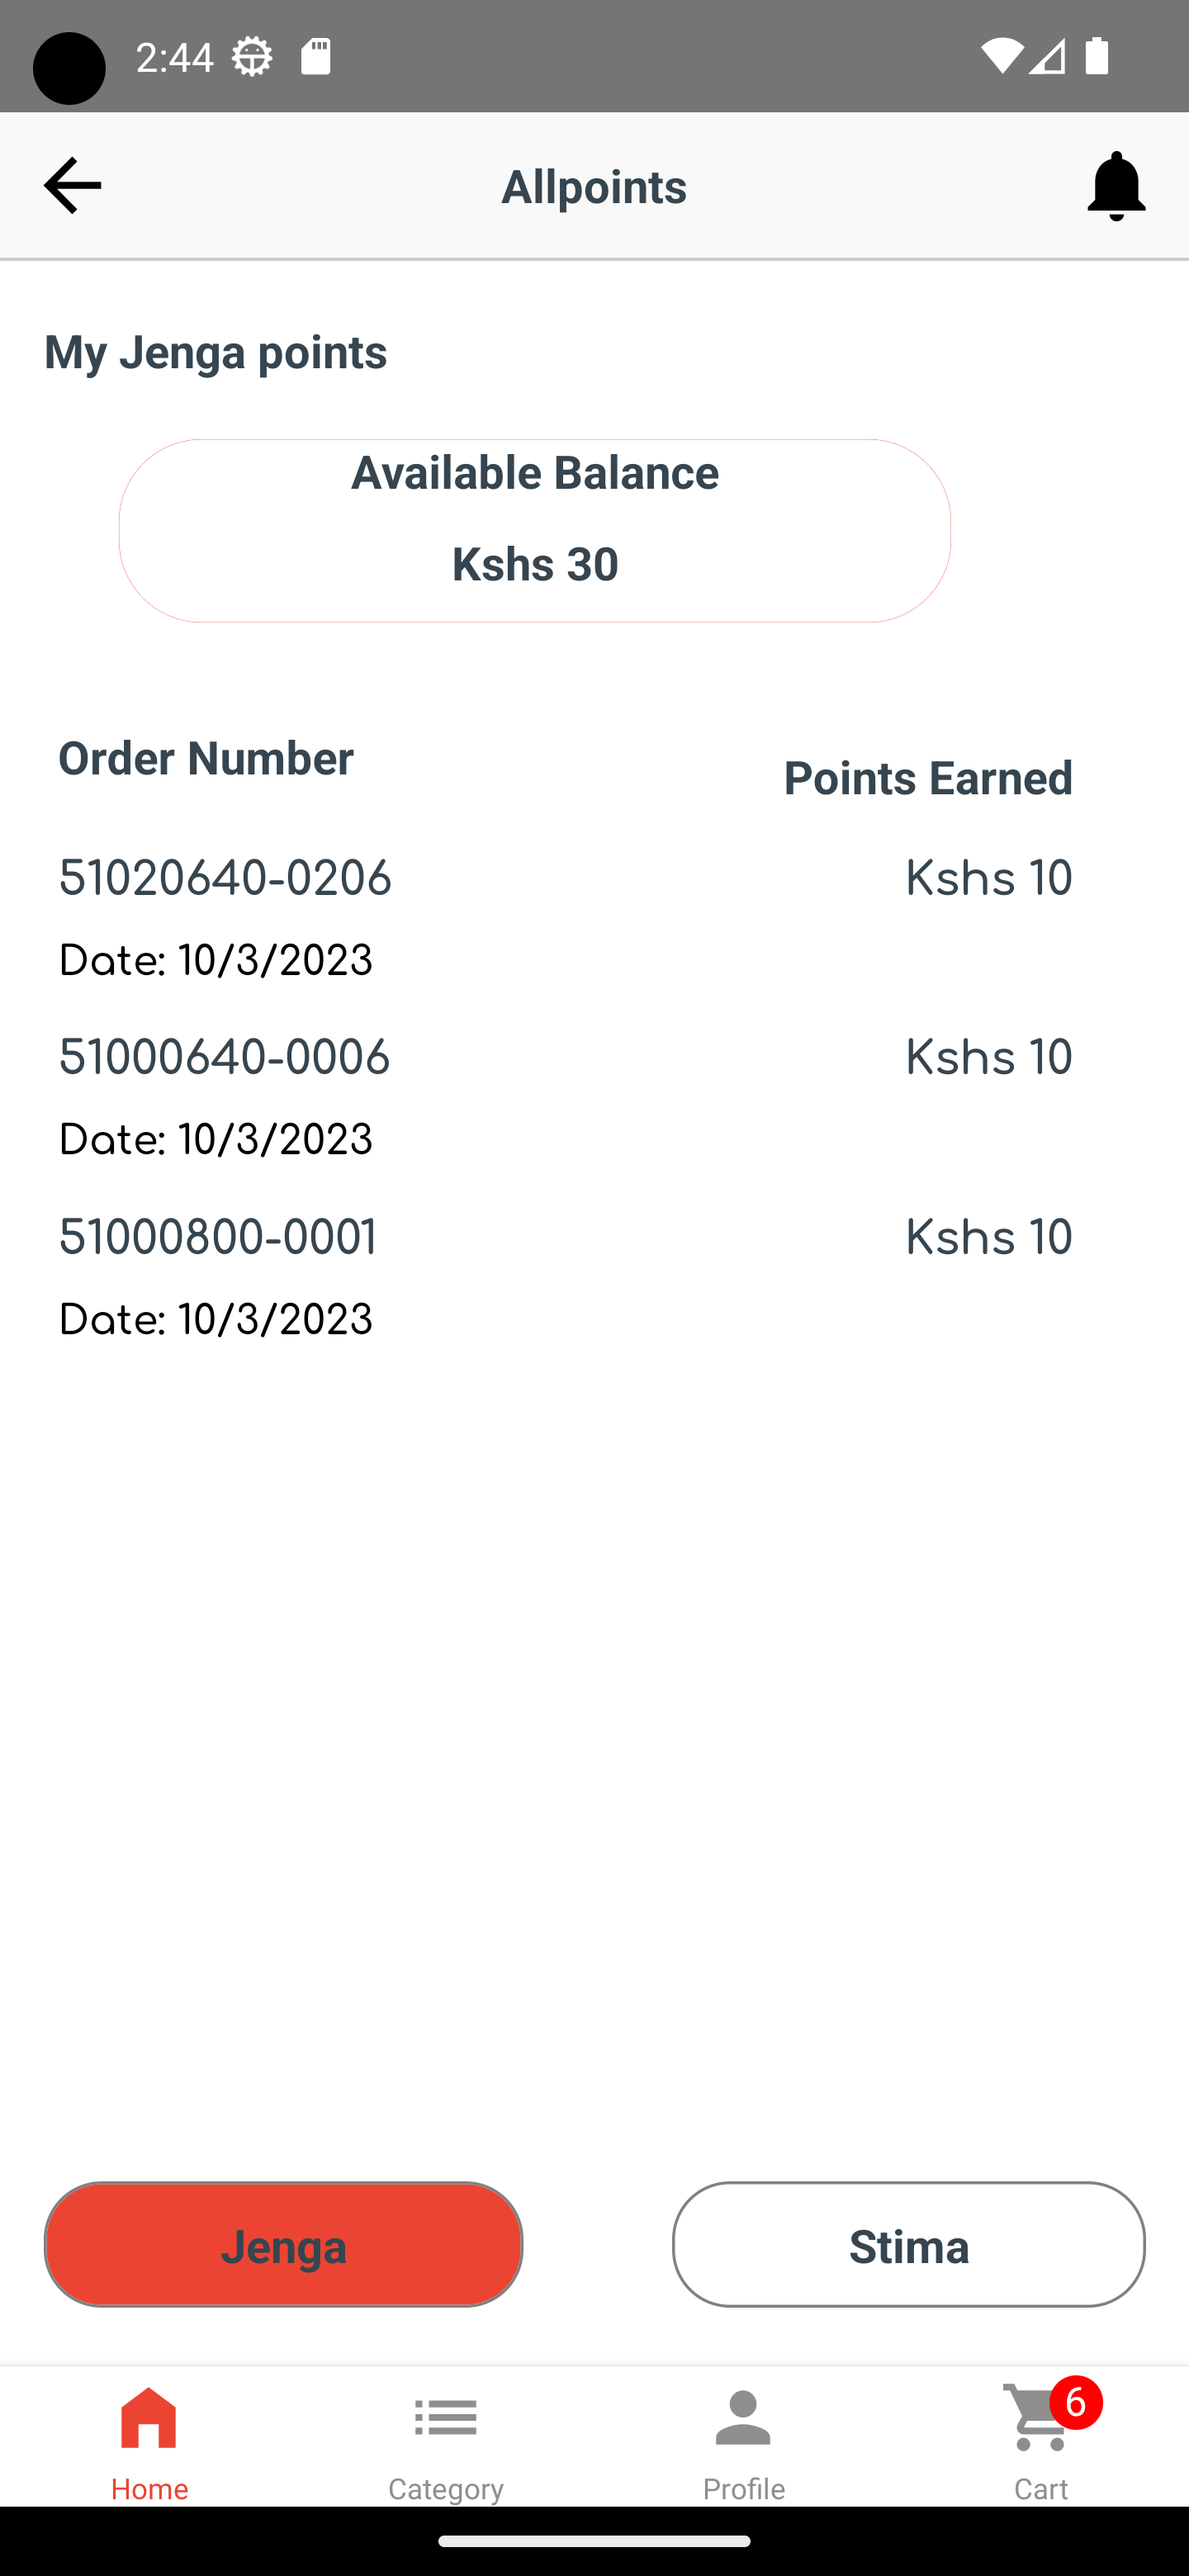 2:44
Allpoints
My Jenga points
Available Balance
Kshs 30
Order Number
Points Earned
51020640-0206 Kshs 10
Date: 10/3/2023
51000640-0006 Kshs 10
Date: 10/3/2023
51000800-0001 Kshs 10
Date: 10/3/2023
Jenga Stima
6
Home Category Profile Cart